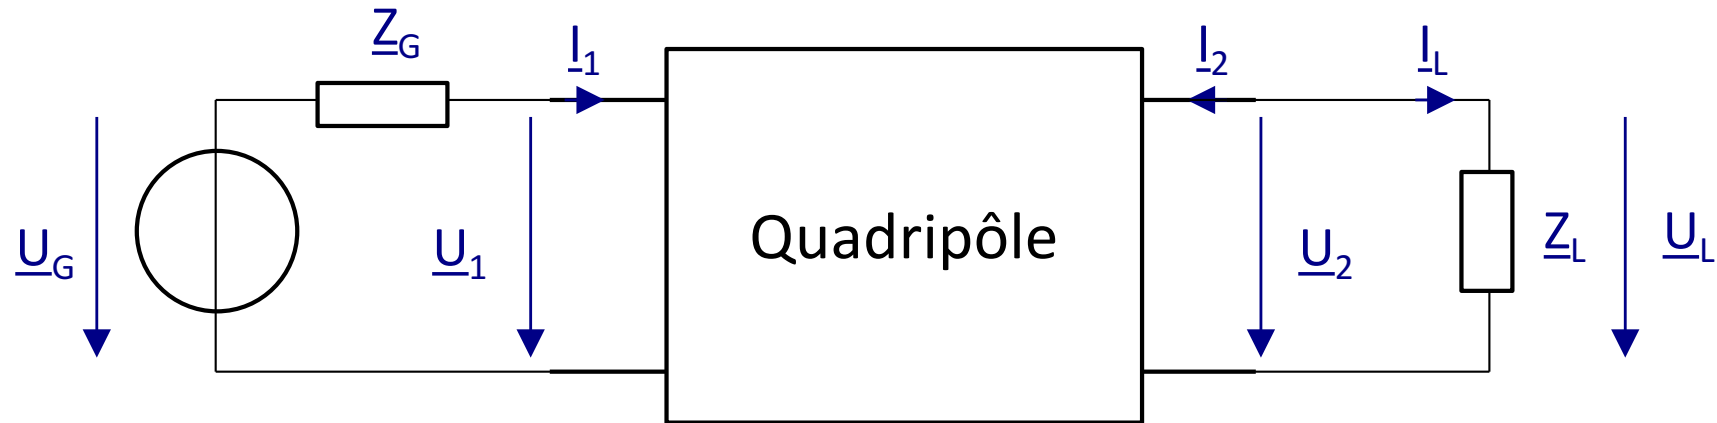 Z_G
I_1
I_2
I_L
U_G
U_1
Quadripôle
U_2
Z_L
U_L